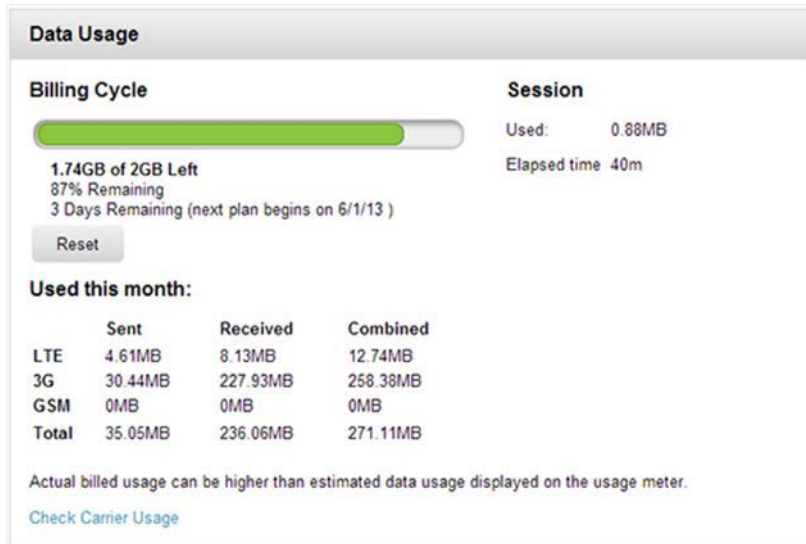 Data Usage
Billing Cycle
1.74GB of 2GB Left
87% Remaining
3 Days Remaining (next plan begins on 6/1/13 )
Reset
Session
Used: 0.88MB
Elapsed time 40m
Used this month:
Sent Received Combined
LTE 4.61MB 8.13MB 12.74MB
3G 30.44MB 227.93MB 258.38MB
GSM 0MB 0MB 0MB
Total 35.05MB 236.06MB 271.11MB
Actual billed usage can be higher than estimated data usage displayed on the usage meter.
Check Carrier Usage